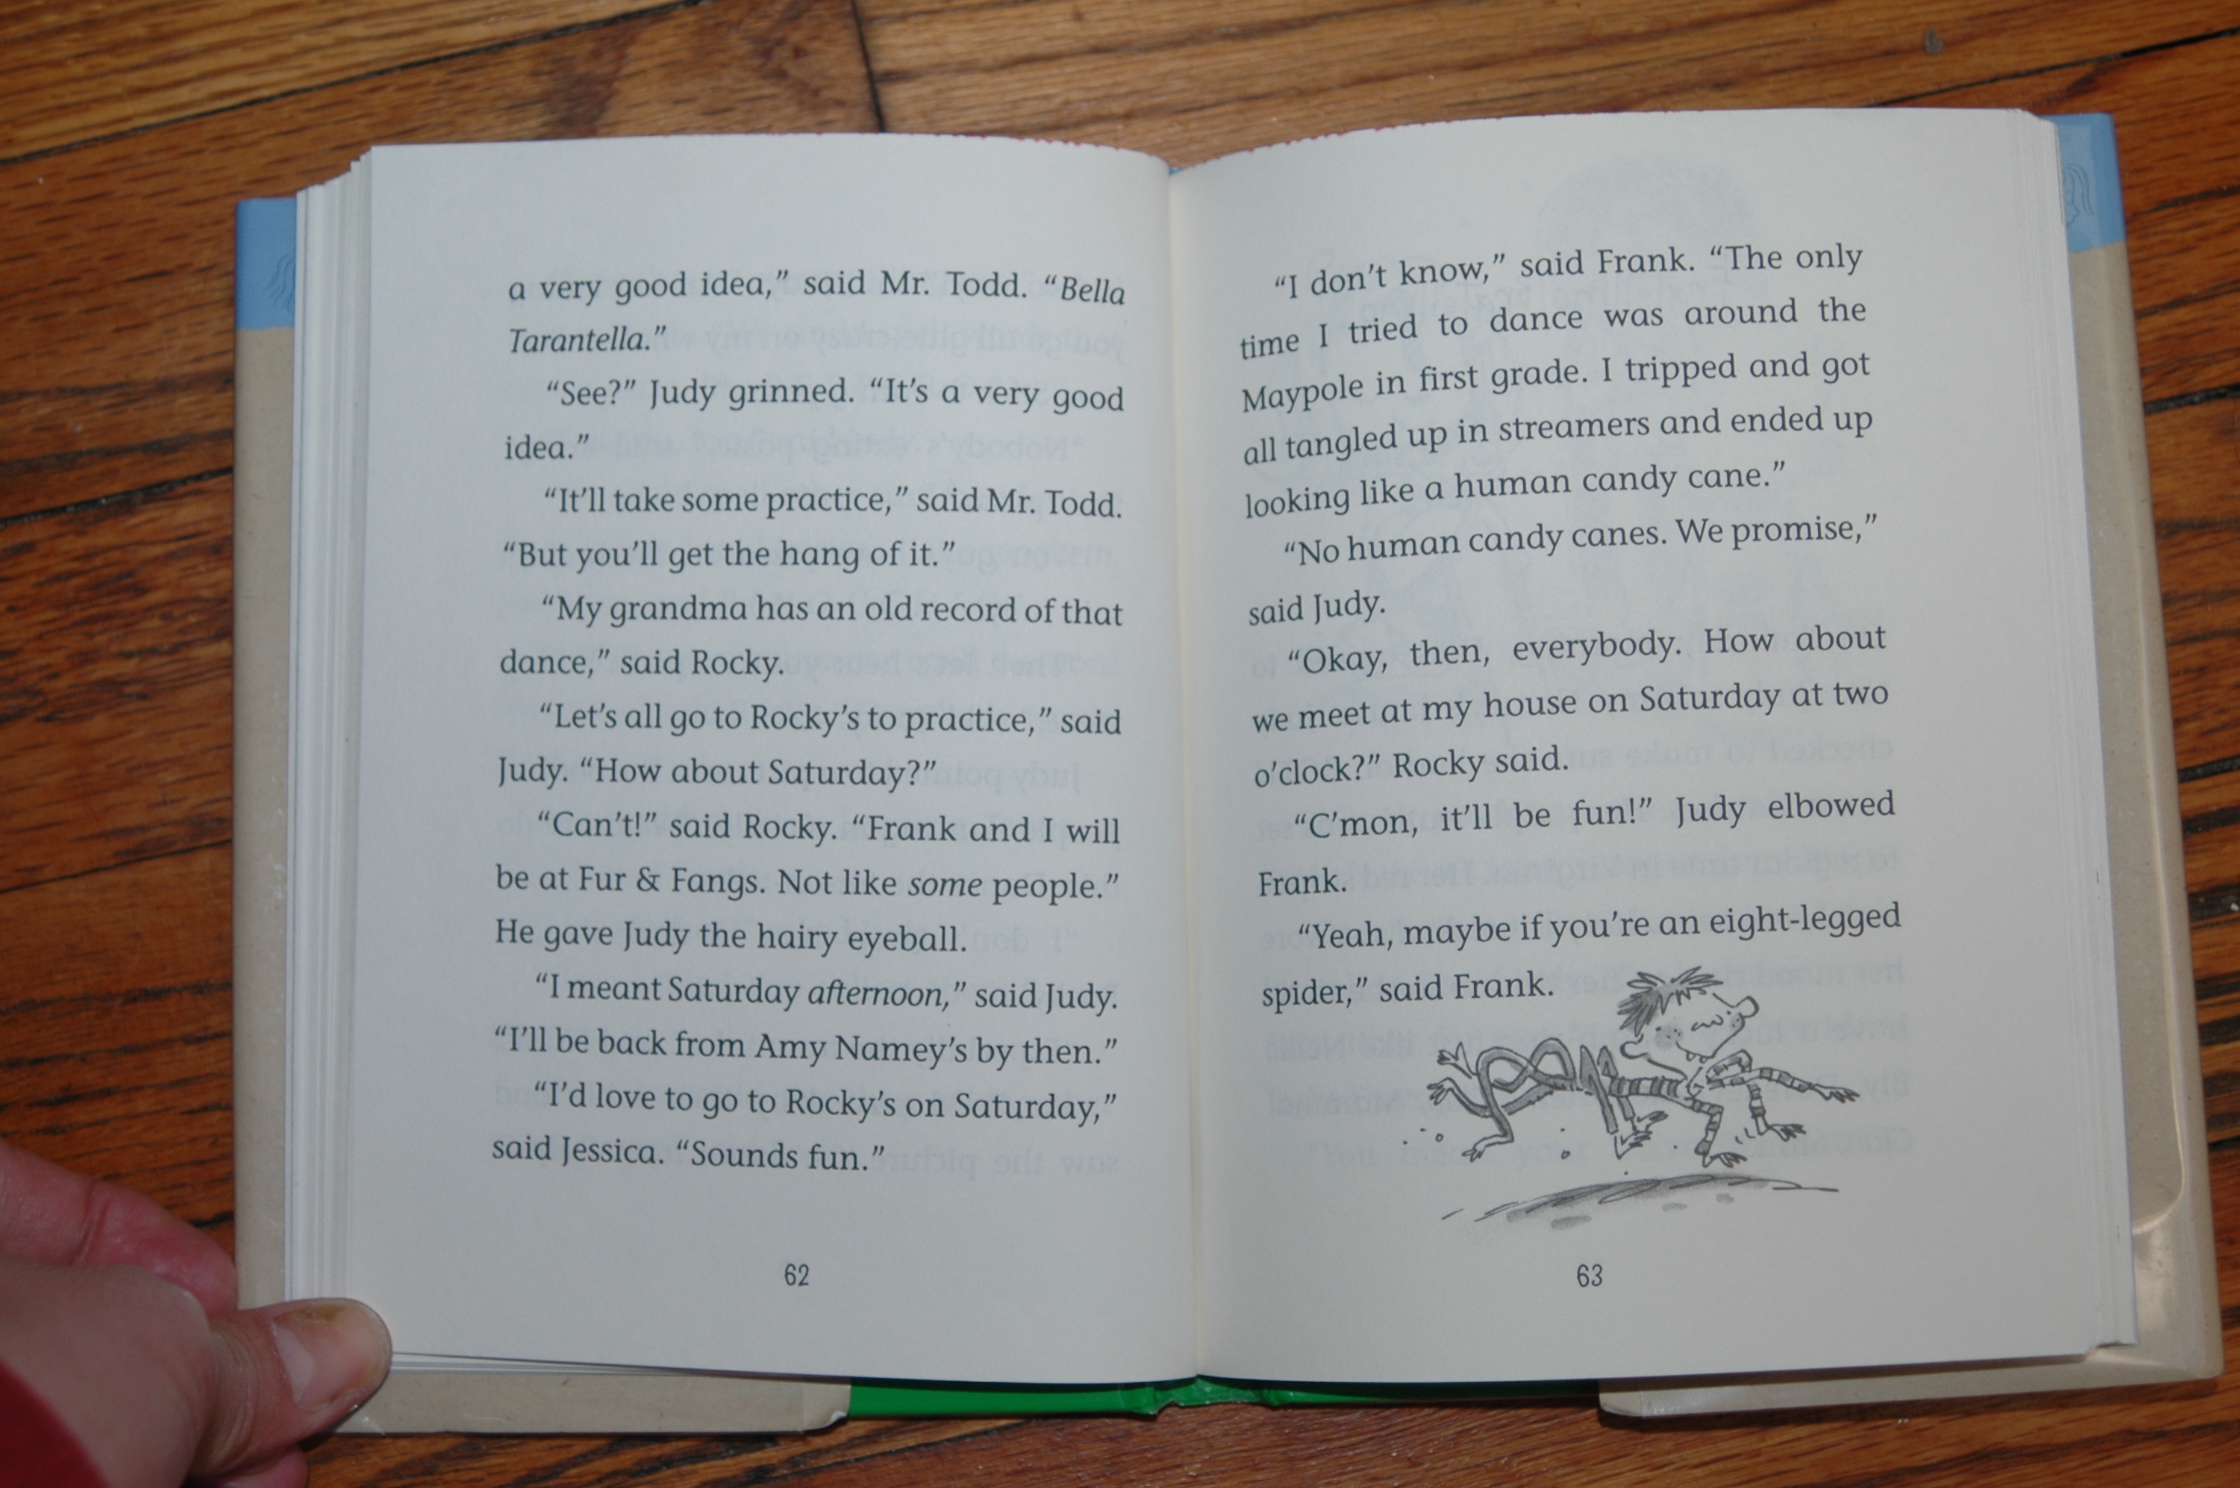 a very good idea,” said Mr. Todd. “Bella
Tarantella.”
“See?” Judy grinned. “It’s a very good
idea.”
“It’ll take some practice,” said Mr. Todd.
“But you’ll get the hang of it.”
“My grandma has an old record of that
dance,” said Rocky.
“Let’s all go to Rocky’s to practice,” said
Judy. “How about Saturday?”
“Can’t!” said Rocky. “Frank and I will
be at Fur & Fangs. Not like some people.”
He gave Judy the hairy eyeball.
“I meant Saturday afternoon,” said Judy.
“I’ll be back from Amy Namey’s by then.”
“I’d love to go to Rocky’s on Saturday,”
said Jessica. “Sounds fun.”
62
“I don’t know,” said Frank. “The only
time I tried to dance was around the
Maypole in first grade. I tripped and got
all tangled up in streamers and ended up
looking like a human candy cane.”
“No human candy canes. We promise,”
said Judy.
“Okay, then, everybody. How about
we meet at my house on Saturday at two
o’clock?” Rocky said.
“C’mon, it’ll be fun!” Judy elbowed
Frank.
“Yeah, maybe if you’re an eight-legged
spider,” said Frank.
63